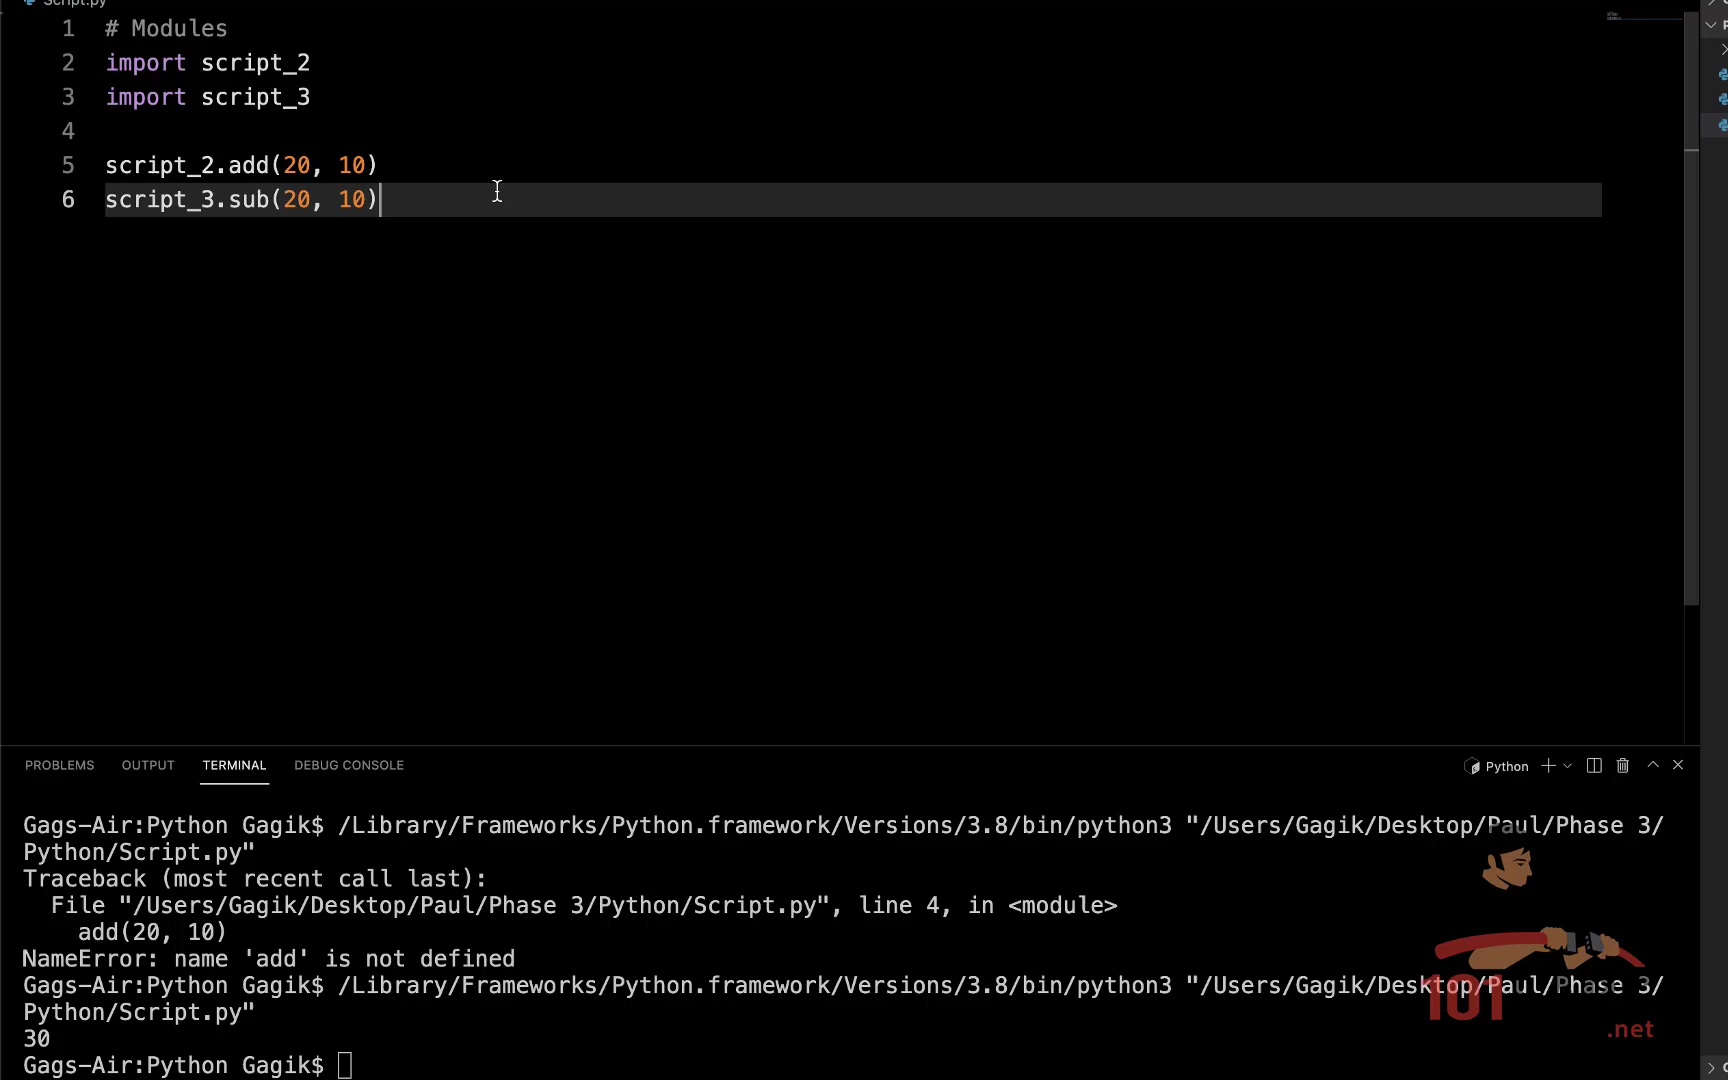 Script.py
1 # Modules
2 import script_2
3 import script_3
4
5 script_2.add(20, 10)
6 script_3.sub(20, 10)
PROBLEMS OUTPUT TERMINAL DEBUG CONSOLE Python
Gags-Air:Python Gagik$ /Library/Frameworks/Python.framework/Versions/3.8/bin/python3 "/Users/Gagik/Desktop/Paul/Phase 3/
Python/Script.py"
Traceback (most recent call last):
File "/Users/Gagik/Desktop/Paul/Phase 3/Python/Script.py", line 4, in <module>
add(20, 10)
NameError: name 'add' is not defined
Gags-Air:Python Gagik$ /Library/Frameworks/Python.framework/Versions/3.8/bin/python3 "/Users/Gagik/Desktop/Paul/Phase 3/
Python/Script.py"
30
Gags-Air:Python Gagik$
101
.net